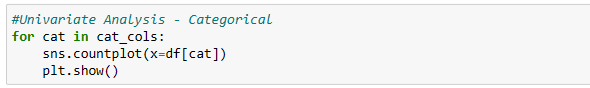 #Univariate Analysis - Categorical
for cat in cat_cols:
    sns.countplot(x=df[cat])
    plt.show()